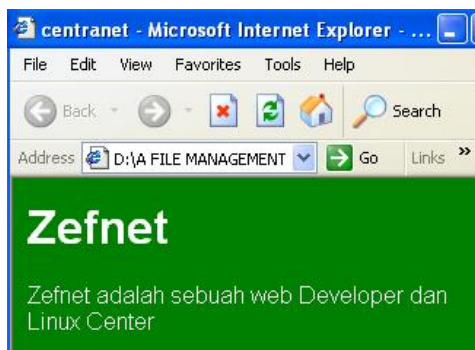 centranet - Microsoft Internet Explorer - ...
File Edit View Favorites Tools Help
Back Search
Address D:\A FILE MANAGEMENT Go Links »
Zefnet
Zefnet adalah sebuah web Developer dan
Linux Center